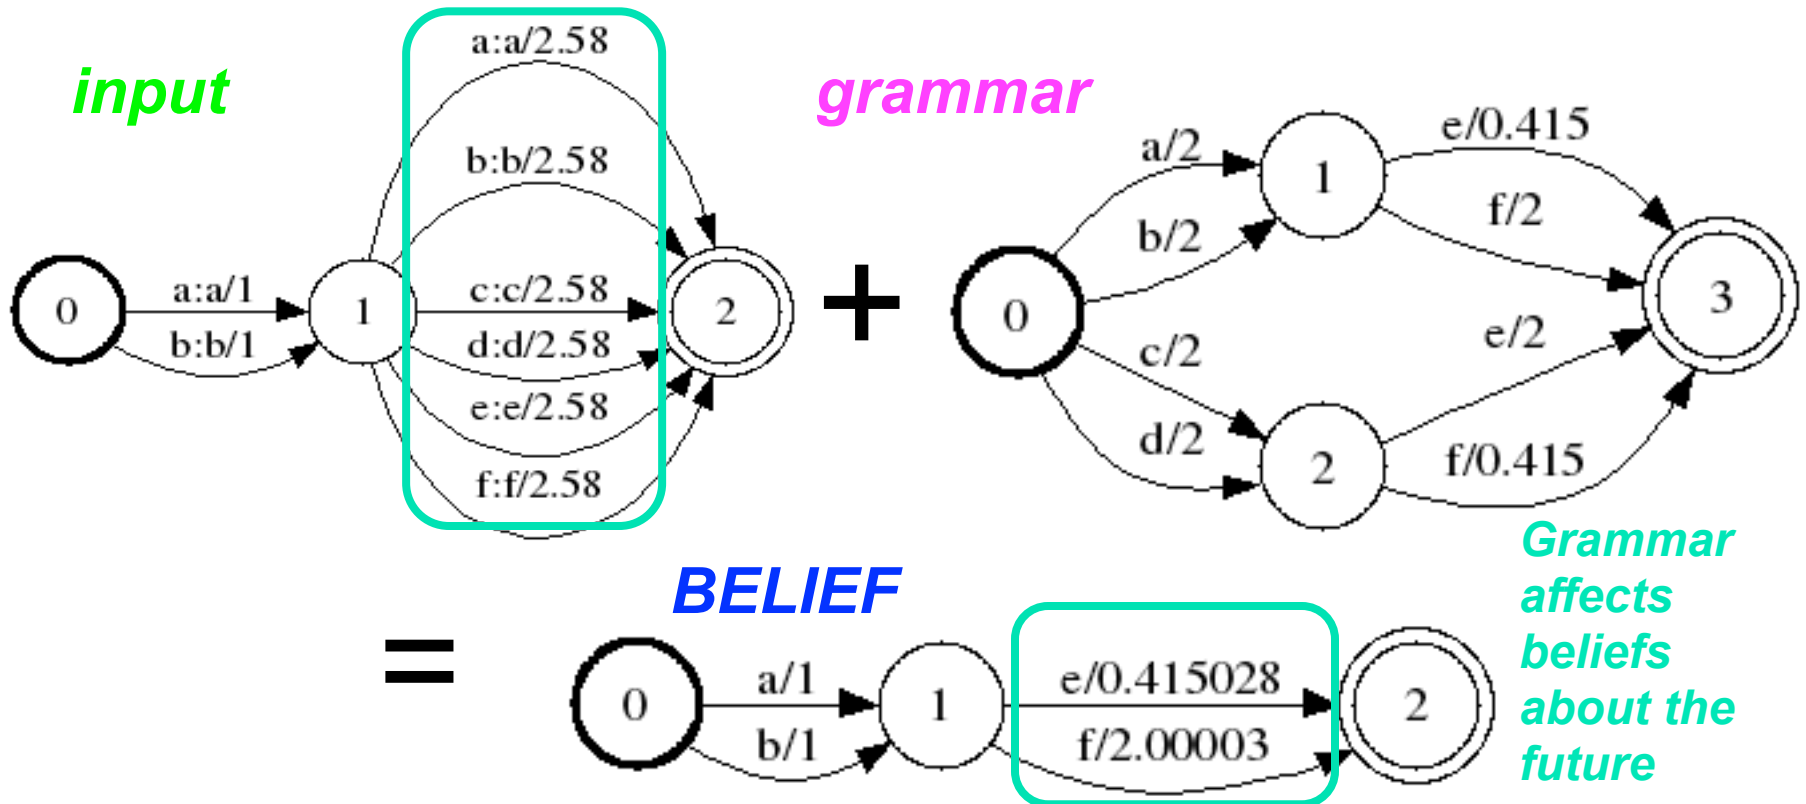 input
a:a/2.58
b:b/2.58
0
a:a/1
b:b/1
1
c:c/2.58
d:d/2.58
e:e/2.58
f:f/2.58
2
+
grammar
0
a/2
b/2
c/2
d/2
1
2
e/0.415
f/2
e/2
f/0.415
3
=
BELIEF
0
a/1
b/1
1
e/0.415028
f/2.00003
2
Grammar
affects
beliefs
about the
future